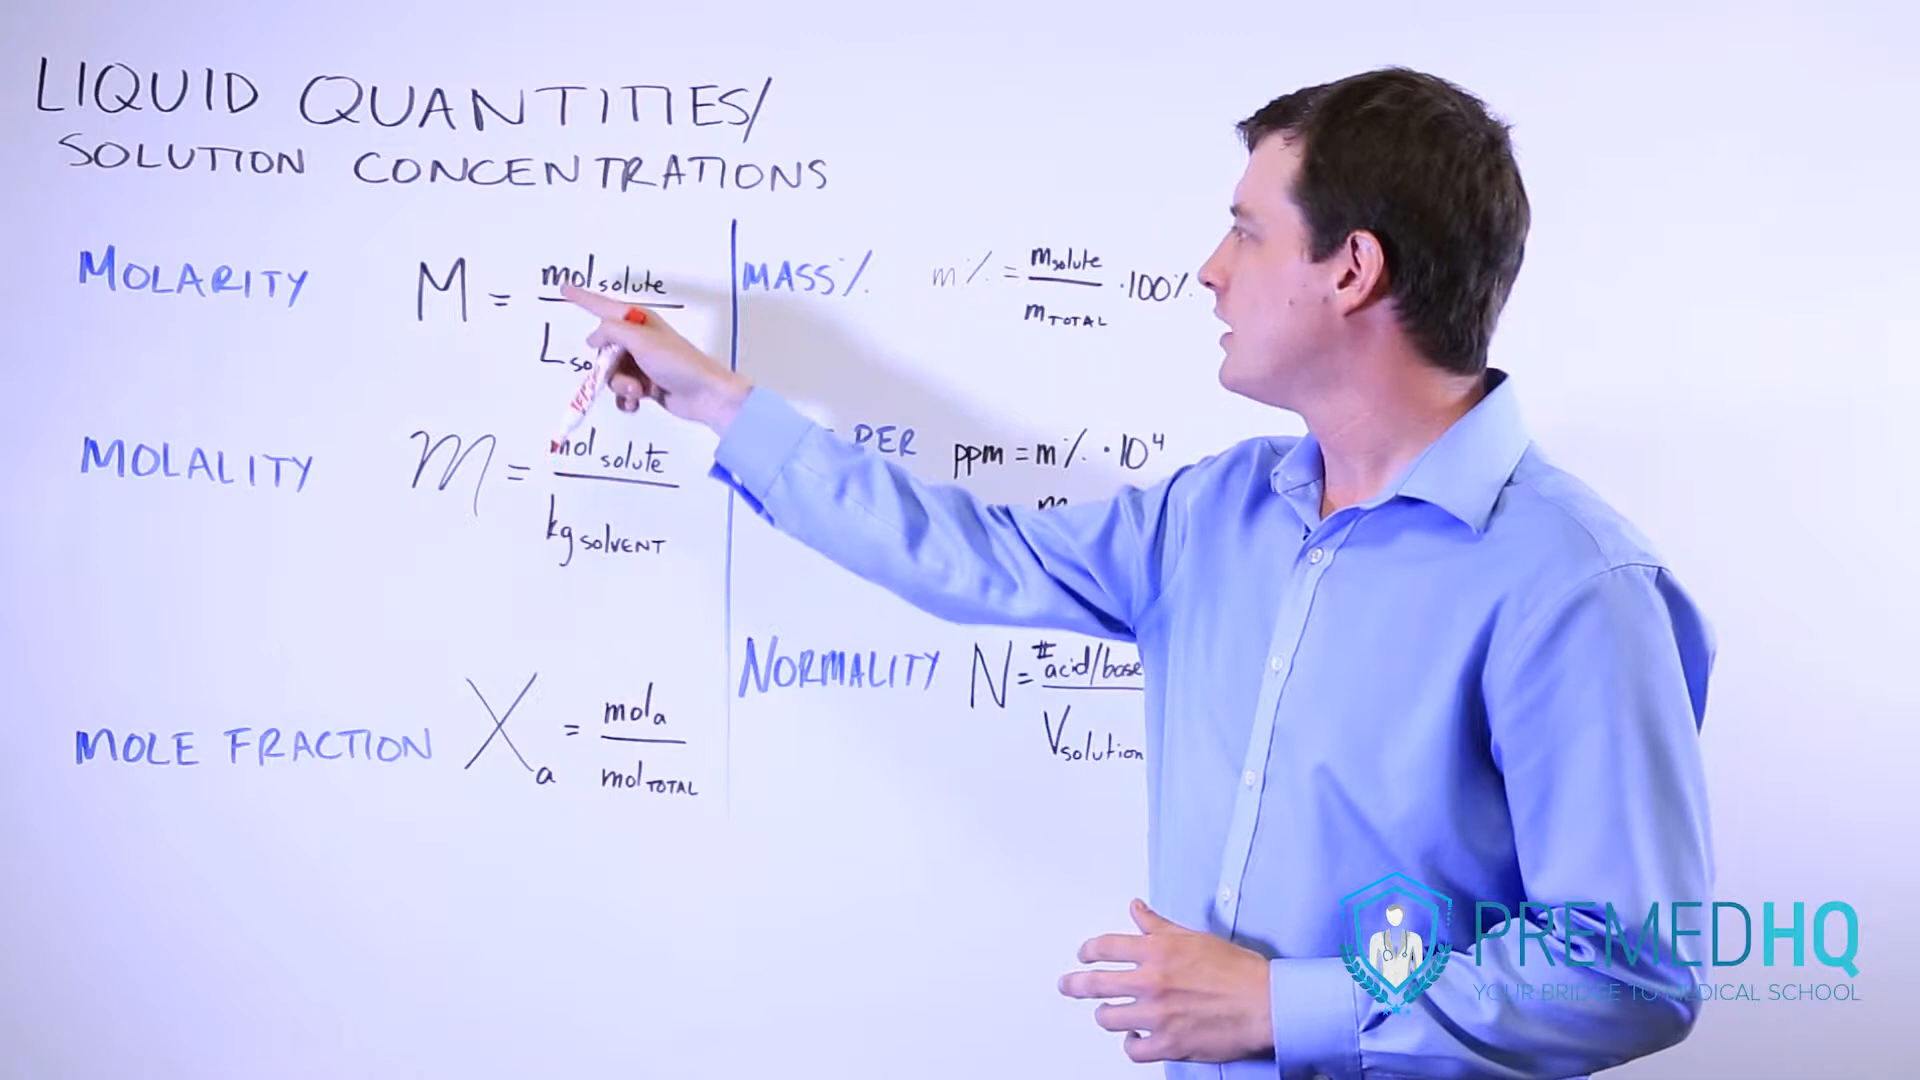 LIQUID QUANTITIES/
SOLUTION CONCENTRATIONS
MOLARITY M = mol solute / L
MOLALITY m = mol solute / kg SOLVENT
MOLE FRACTION X a = mol a / mol TOTAL
MASS % m % = m solute / m TOTAL · 100%
PER ppm = m % · 10⁴
m
NORMALITY N = # acid/base / V solution
PREMEDHQ
YOUR BRIDGE TO MEDICAL SCHOOL